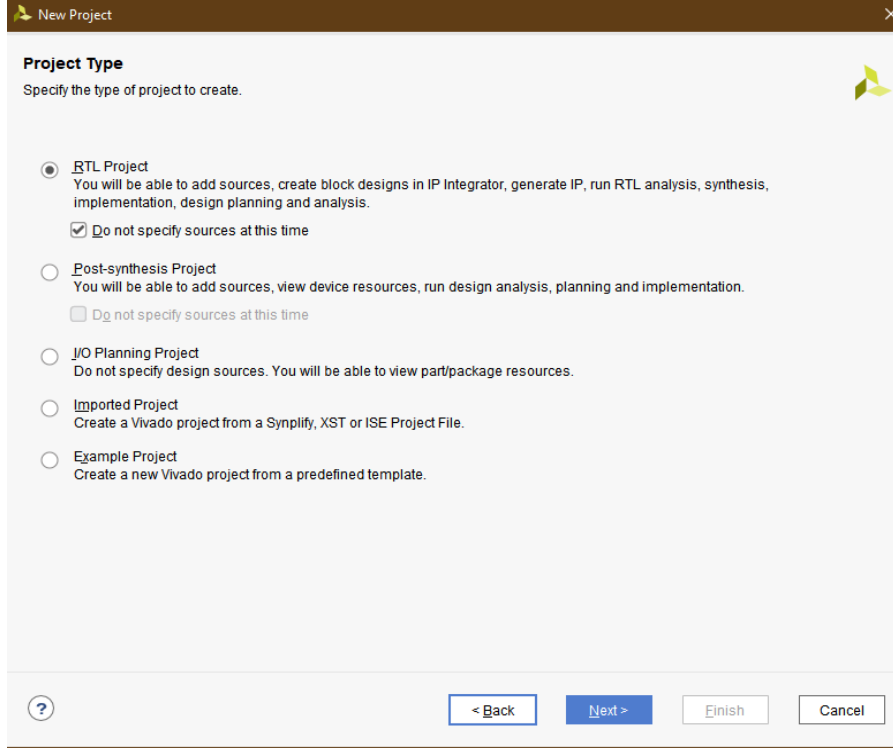 New Project
Project Type
Specify the type of project to create.
RTL Project
You will be able to add sources, create block designs in IP Integrator, generate IP, run RTL analysis, synthesis,
implementation, design planning and analysis.
Do not specify sources at this time
Post-synthesis Project
You will be able to add sources, view device resources, run design analysis, planning and implementation.
Do not specify sources at this time
I/O Planning Project
Do not specify design sources. You will be able to view part/package resources.
Imported Project
Create a Vivado project from a Synplify, XST or ISE Project File.
Example Project
Create a new Vivado project from a predefined template.
? < Back Next > Finish Cancel